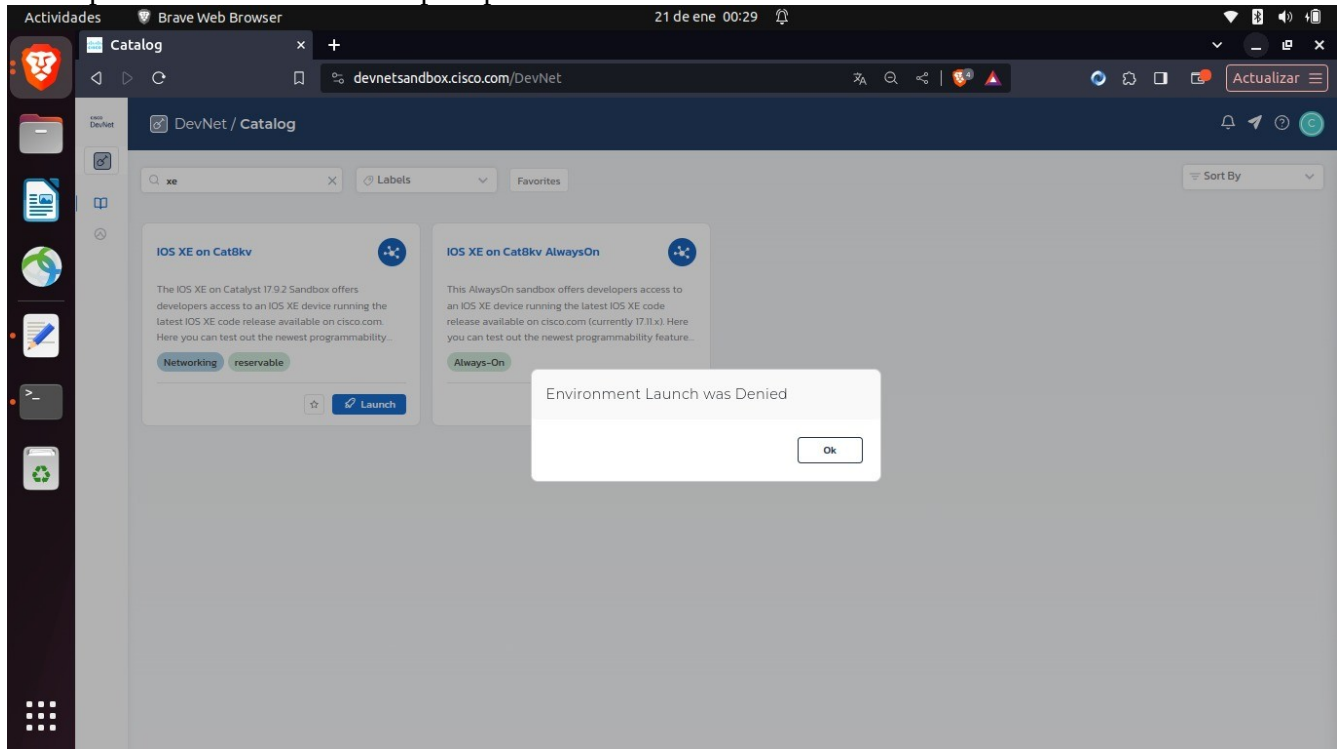 Actividades
Brave Web Browser
21 de ene 00:29
Catalog
devnetsandbox.cisco.com/DevNet
4
Actualizar
CISCO
DevNet
DevNet / Catalog
C
xe
Labels
Favorites
Sort By
IOS XE on Cat8kv
The IOS XE on Catalyst 17.9.2 Sandbox offers
developers access to an IOS XE device running the
latest IOS XE code release available on cisco.com.
Here you can test out the newest programmability...
Networking
reservable
Launch
IOS XE on Cat8kv AlwaysOn
This AlwaysOn sandbox offers developers access to
an IOS XE device running the latest IOS XE code
release available on cisco.com (currently 17.11.x). Here
you can test out the newest programmability feature...
Always-On
Environment Launch was Denied
Ok